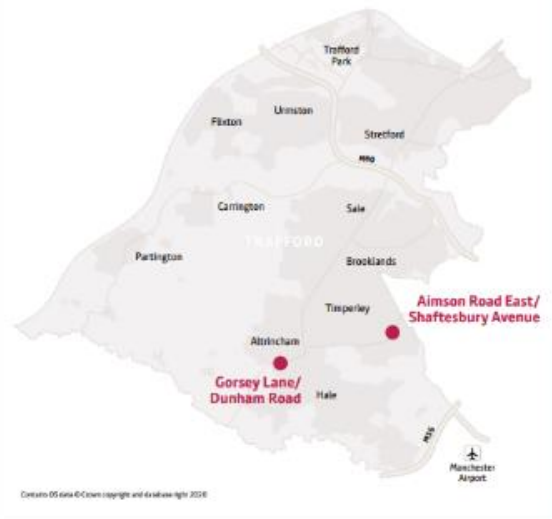 Trafford
Park
Urmston
Flixton
Stretford
M60
Carrington
Sale
TRAFFORD
Partington
Brooklands
Aimson Road East/
Shaftesbury Avenue
Timperley
Altrincham
Gorsey Lane/
Dunham Road
Hale
M56
Manchester
Airport
Contains OS data © Crown copyright and database right 2020